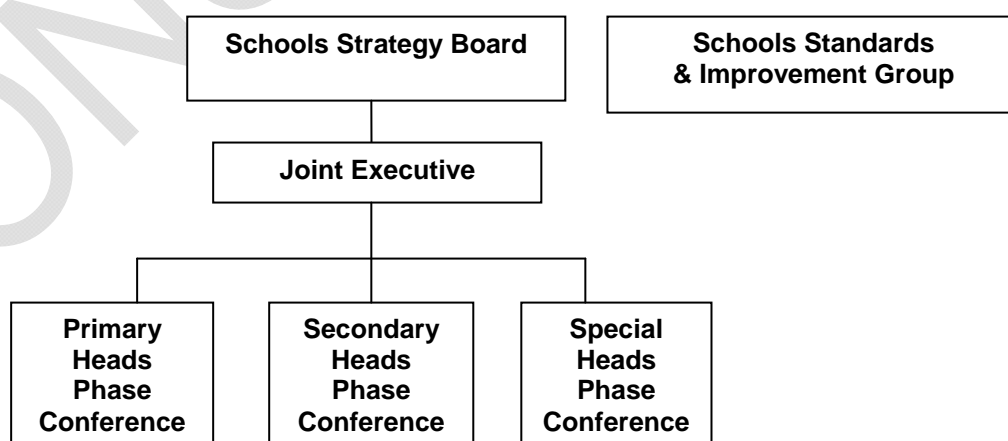 Schools Strategy Board
Schools Standards
& Improvement Group
Joint Executive
Primary
Heads
Phase
Conference
Secondary
Heads
Phase
Conference
Special
Heads
Phase
Conference